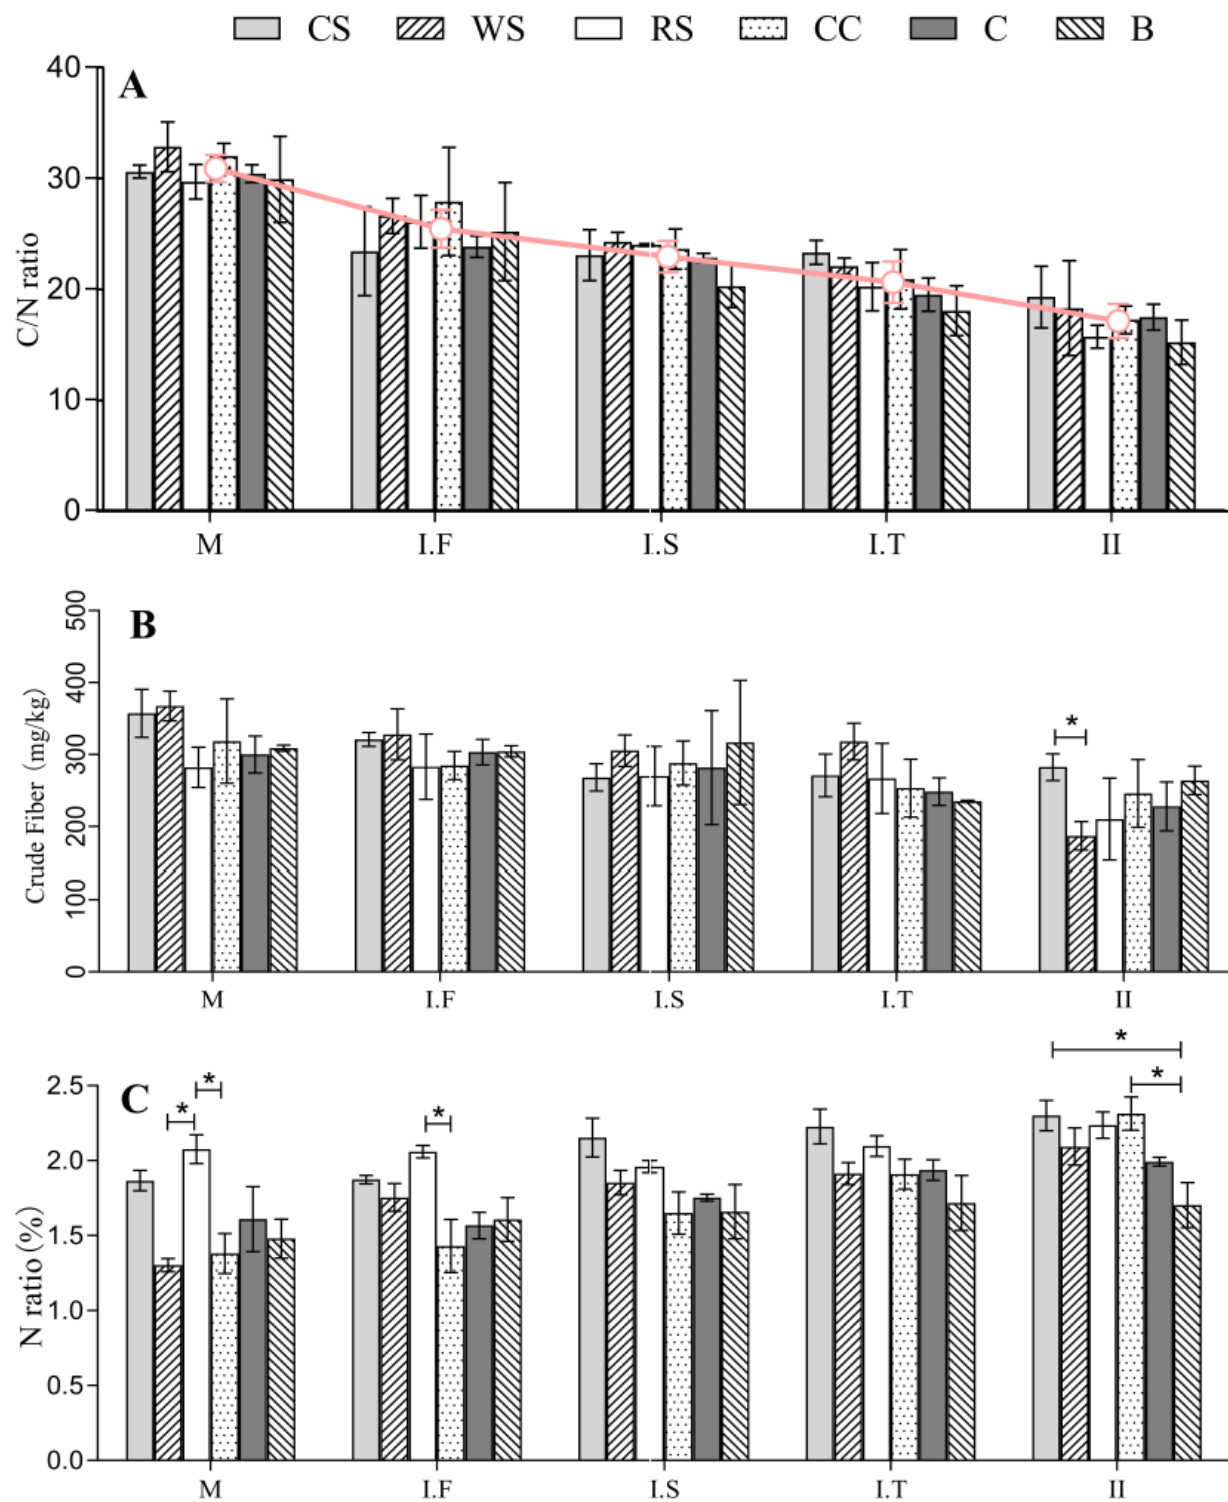 CS WS RS CC C B
A
C/N ratio
40
30
20
10
0
M I.F I.S I.T II
B
Crude Fiber (mg/kg)
500
400
300
200
100
0
*
M I.F I.S I.T II
C
N ratio (%)
2.5
2.0
1.5
1.0
0.5
0.0
* * * * *
M I.F I.S I.T II